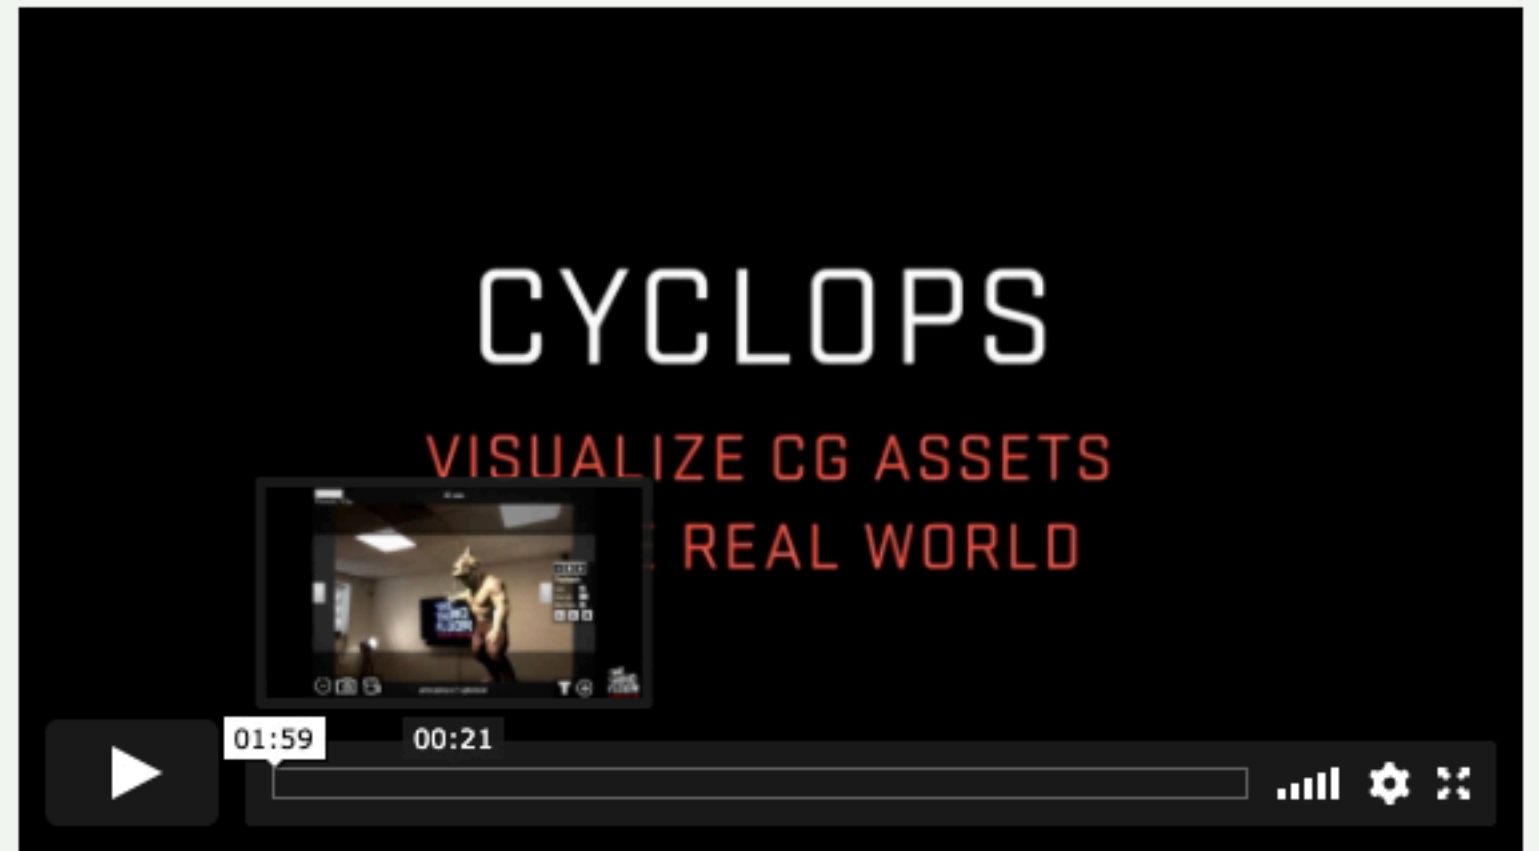 CYCLOPS
VISUALIZE CG ASSETS
REAL WORLD
01:59
00:21